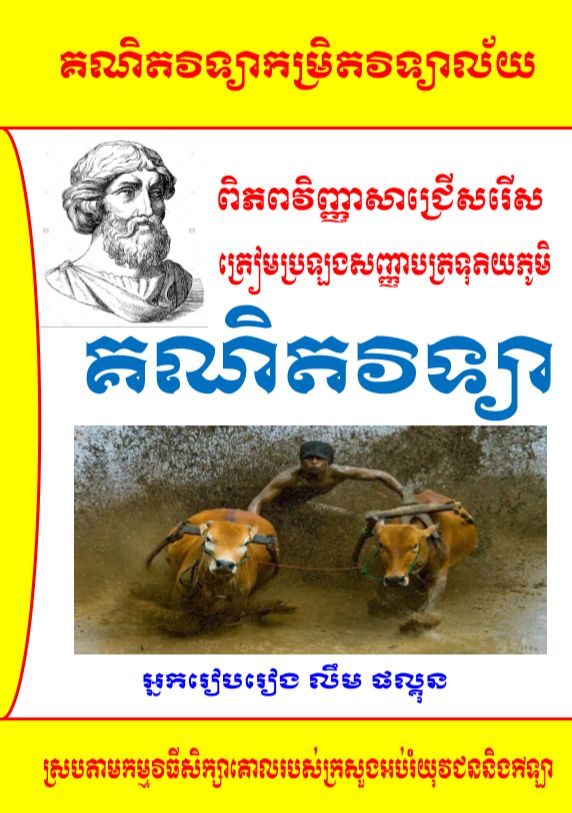 គណិតវិទ្យាកម្រិតវិទ្យាល័យ
ពិភពវិញ្ញាសាជ្រើសរើស
ត្រៀមប្រឡងសញ្ញាបត្រទុតិយភូមិ
គណិតវិទ្យា
អ្នករៀបរៀង លឹម ផល្គុន
ស្របតាមកម្មវិធីសិក្សាគោលរបស់ក្រសួងអប់រំយុវជននិងកីឡា